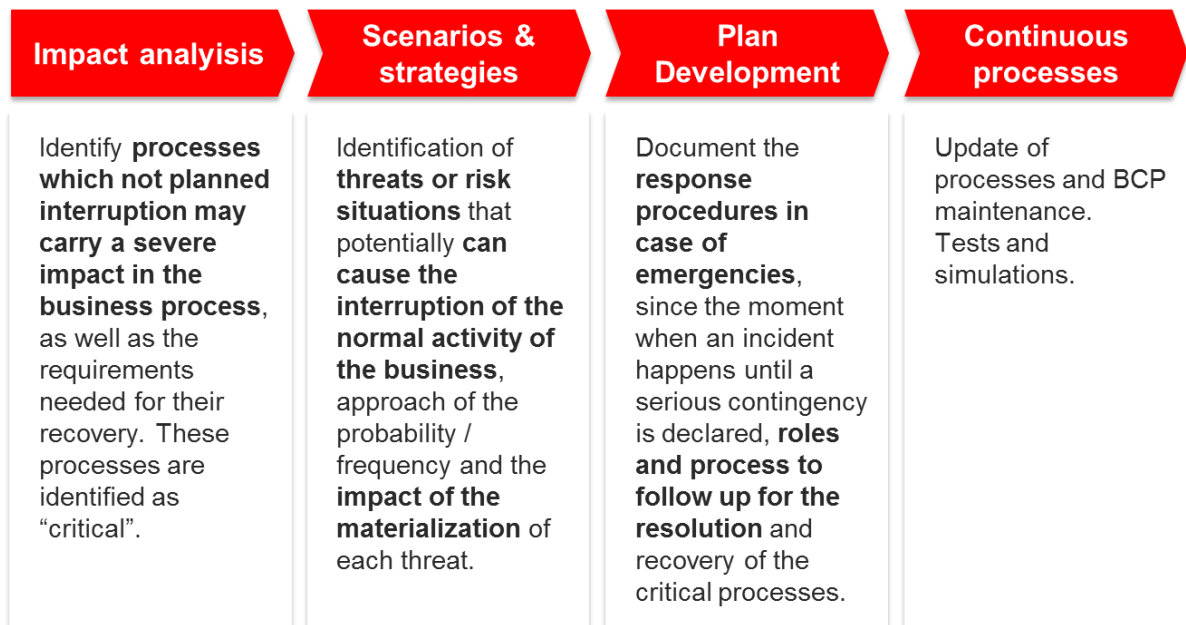 Impact analyisis
Scenarios &
strategies
Plan
Development
Continuous
processes
Identify processes
which not planned
interruption may
carry a severe
impact in the
business process,
as well as the
requirements
needed for their
recovery. These
processes are
identified as
“critical”.
Identification of
threats or risk
situations that
potentially can
cause the
interruption of the
normal activity of
the business,
approach of the
probability /
frequency and the
impact of the
materialization of
each threat.
Document the
response
procedures in
case of
emergencies,
since the moment
when an incident
happens until a
serious contingency
is declared, roles
and process to
follow up for the
resolution and
recovery of the
critical processes.
Update of
processes and BCP
maintenance.
Tests and
simulations.